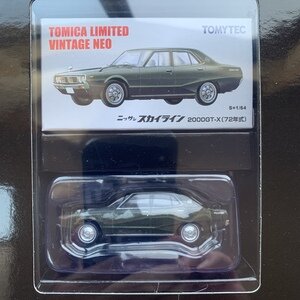 TOMICA LIMITED
VINTAGE NEO
TOMYTEC
S=1/64
ニッサン スカイライン 2000GT-X(72年式)